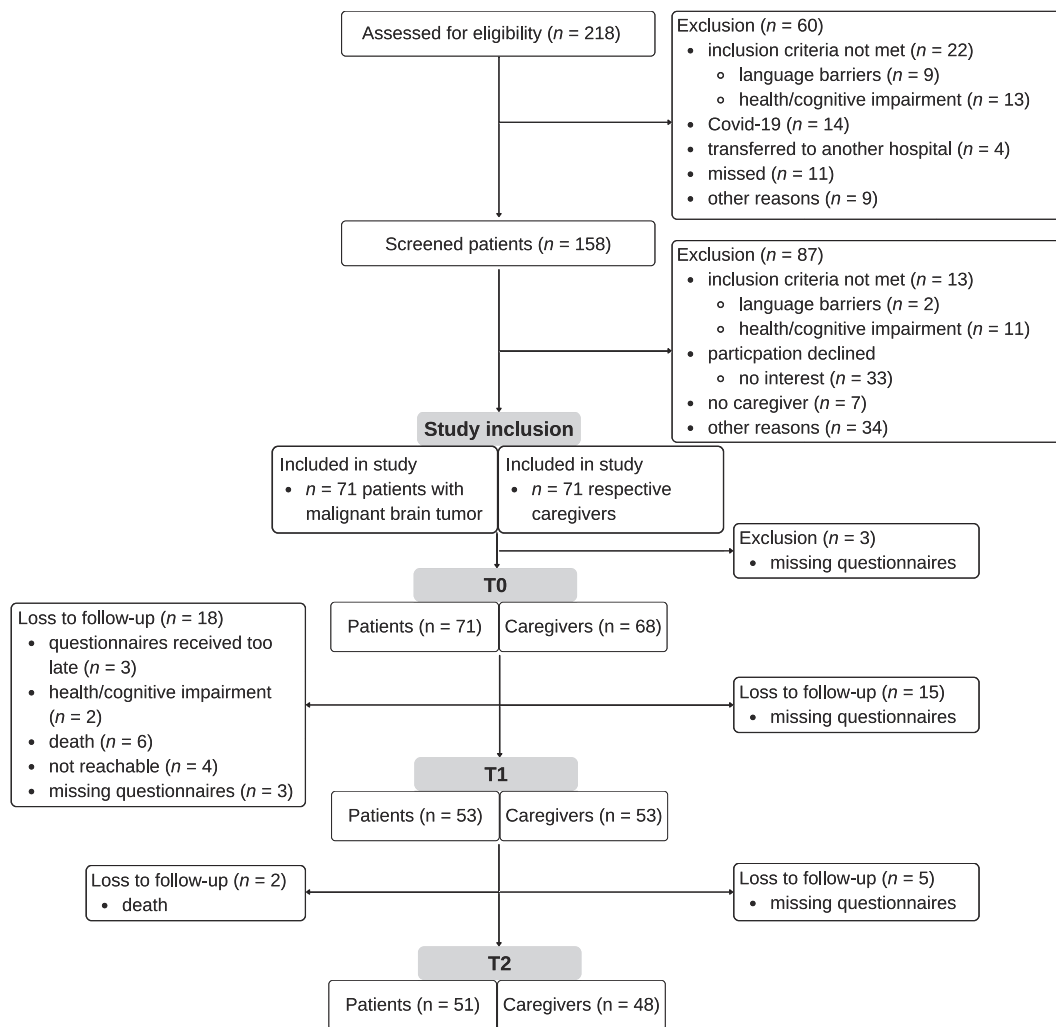 Assessed for eligibility (n = 218)
Exclusion (n = 60)
• inclusion criteria not met (n = 22)
∘ language barriers (n = 9)
∘ health/cognitive impairment (n = 13)
• Covid-19 (n = 14)
• transferred to another hospital (n = 4)
• missed (n = 11)
• other reasons (n = 9)
Screened patients (n = 158)
Exclusion (n = 87)
• inclusion criteria not met (n = 13)
∘ language barriers (n = 2)
∘ health/cognitive impairment (n = 11)
• particpation declined
∘ no interest (n = 33)
• no caregiver (n = 7)
• other reasons (n = 34)
Study inclusion
Included in study
• n = 71 patients with
malignant brain tumor
Included in study
• n = 71 respective
caregivers
Exclusion (n = 3)
• missing questionnaires
T0
Patients (n = 71)
Caregivers (n = 68)
Loss to follow-up (n = 18)
• questionnaires received too
late (n = 3)
• health/cognitive impairment
(n = 2)
• death (n = 6)
• not reachable (n = 4)
• missing questionnaires (n = 3)
Loss to follow-up (n = 15)
• missing questionnaires
T1
Patients (n = 53)
Caregivers (n = 53)
Loss to follow-up (n = 2)
• death
Loss to follow-up (n = 5)
• missing questionnaires
T2
Patients (n = 51)
Caregivers (n = 48)